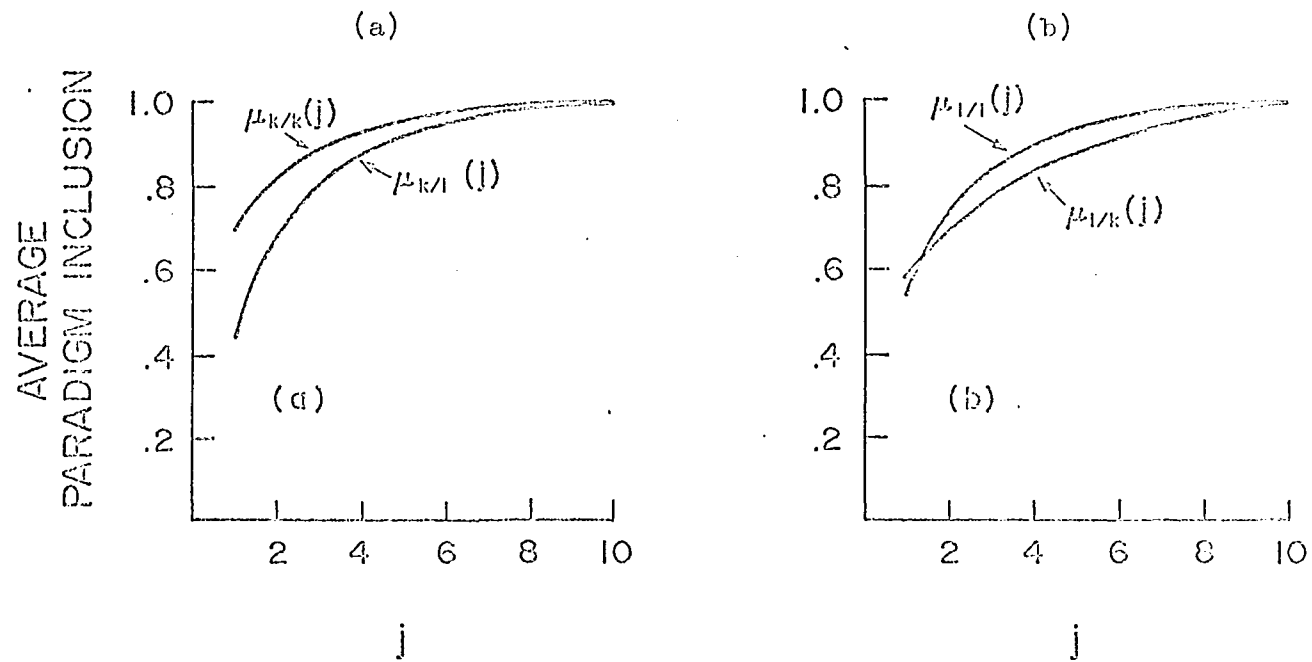 (a)
(b)
AVERAGE
PARADIGM INCLUSION
1.0
.8
.6
.4
.2
μk/k(j)
μk/l (j)
(a)
2 4 6 8 10
j
1.0
.8
.6
.4
.2
μl/l(j)
μl/k(j)
(b)
2 4 6 8 10
j